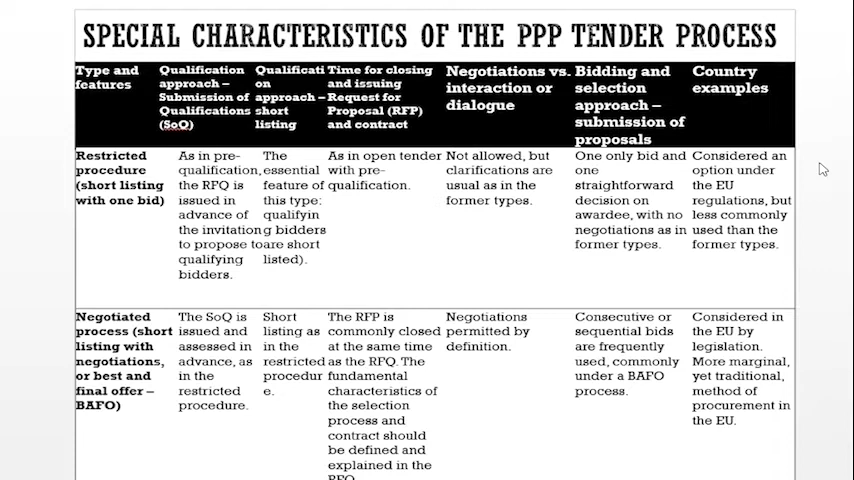 SPECIAL CHARACTERISTICS OF THE PPP TENDER PROCESS
Type and
features
Qualification
approach –
Submission of
Qualifications
(SoQ)
Qualificati
on
approach –
short
listing
Time for closing
and issuing
Request for
Proposal (RFP)
and contract
Negotiations vs.
interaction or
dialogue
Bidding and
selection
approach –
submission of
proposals
Country
examples
Restricted
procedure
(short listing
with one bid)
As in pre-
qualification,
the RFQ is
issued in
advance of
the invitation
to propose to
qualifying
bidders.
The
essential
feature of
this type:
qualifyin
g bidders
are short
listed).
As in open tender
with pre-
qualification.
Not allowed, but
clarifications are
usual as in the
former types.
One only bid and
one
straightforward
decision on
awardee, with no
negotiations as in
former types.
Considered an
option under
the EU
regulations, but
less commonly
used than the
former types.
Negotiated
process (short
listing with
negotiations,
or best and
final offer –
BAFO)
The SoQ is
issued and
assessed in
advance, as
in the
restricted
procedure.
Short
listing as
in the
restricted
procedur
e.
The RFP is
commonly closed
at the same time
as the RFQ. The
fundamental
characteristics of
the selection
process and
contract should
be defined and
explained in the
RFQ
Negotiations
permitted by
definition.
Consecutive or
sequential bids
are frequently
used, commonly
under a BAFO
process.
Considered in
the EU by
legislation.
More marginal,
yet traditional,
method of
procurement in
the EU.